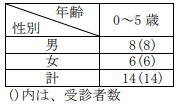 年齢
性別
0～5歳
男 8(8)
女 6(6)
計 14(14)
()内は、受診者数